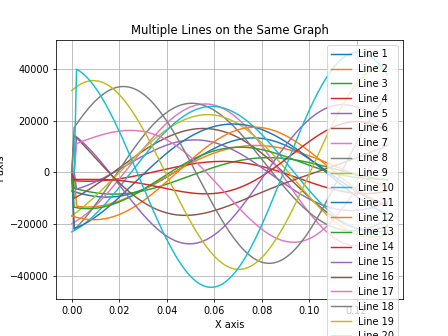 Multiple Lines on the Same Graph
40000
20000
0
−20000
−40000
0.00
0.02
0.04
0.06
0.08
0.10
X axis
Line 1
Line 2
Line 3
Line 4
Line 5
Line 6
Line 7
Line 8
Line 9
Line 10
Line 11
Line 12
Line 13
Line 14
Line 15
Line 16
Line 17
Line 18
Line 19